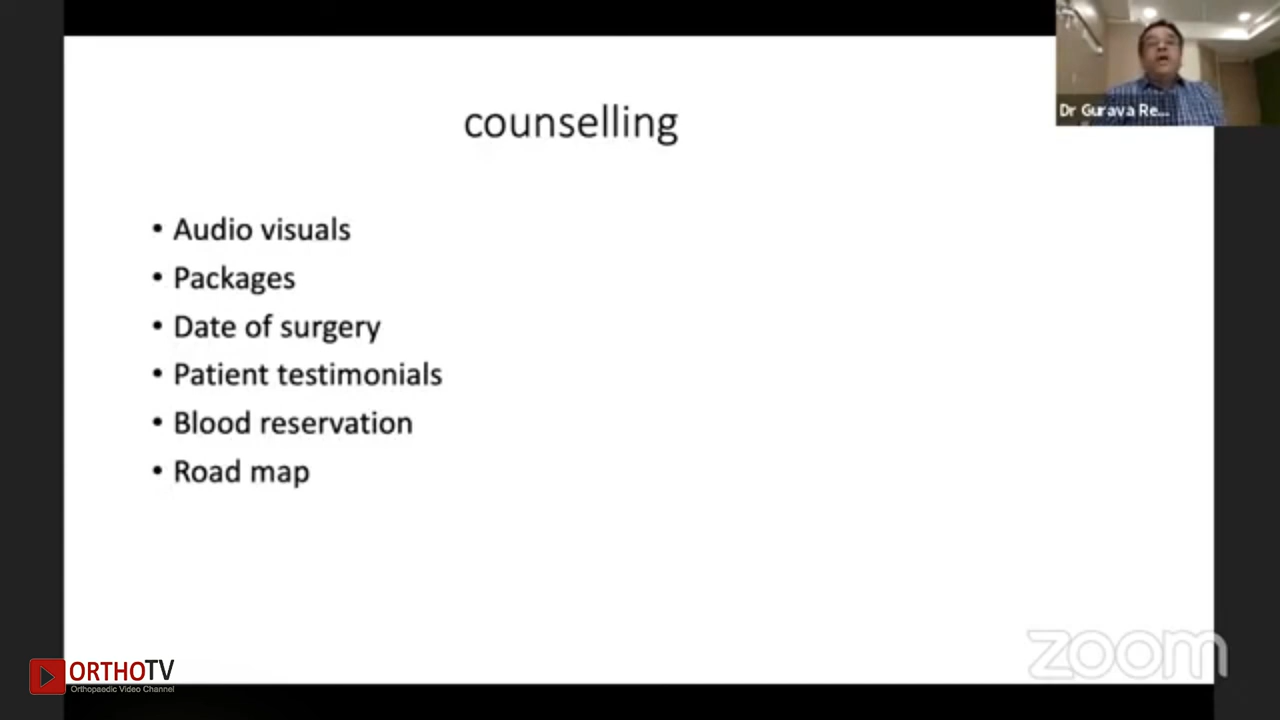 Dr Gurava Re...
counselling
• Audio visuals
• Packages
• Date of surgery
• Patient testimonials
• Blood reservation
• Road map
zoom
ORTHOTV
Orthopaedic Video Channel